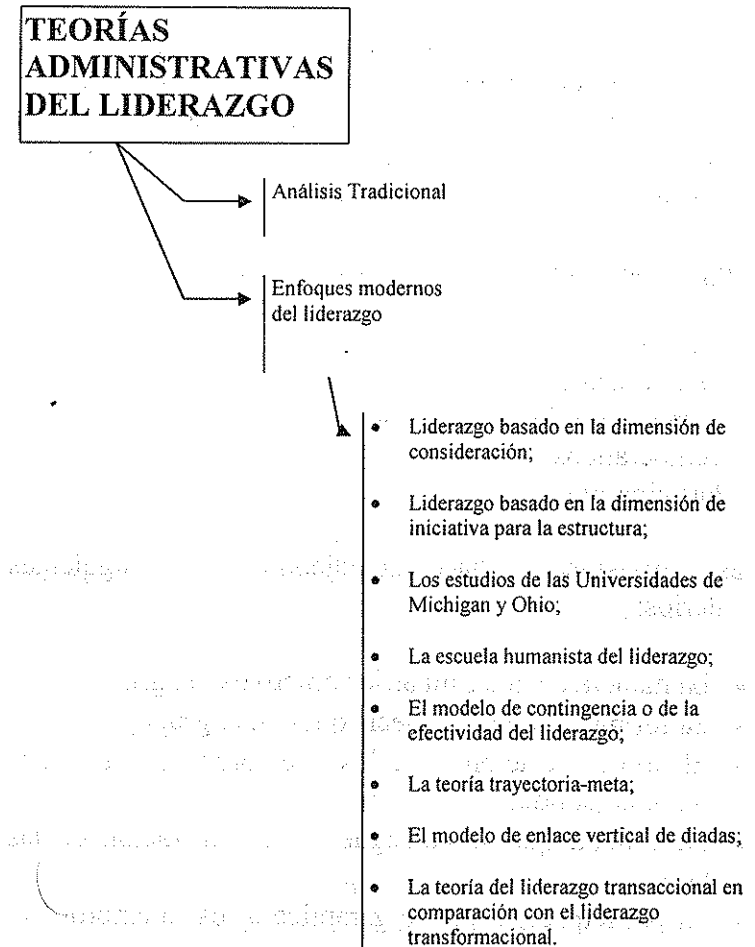 TEORÍAS
ADMINISTRATIVAS
DEL LIDERAZGO
Análisis Tradicional
Enfoques modernos
del liderazgo
• Liderazgo basado en la dimensión de
consideración;
• Liderazgo basado en la dimensión de
iniciativa para la estructura;
• Los estudios de las Universidades de
Michigan y Ohio;
• La escuela humanista del liderazgo;
• El modelo de contingencia o de la
efectividad del liderazgo;
• La teoría trayectoria-meta;
• El modelo de enlace vertical de diadas;
• La teoría del liderazgo transaccional en
comparación con el liderazgo
transformacional.